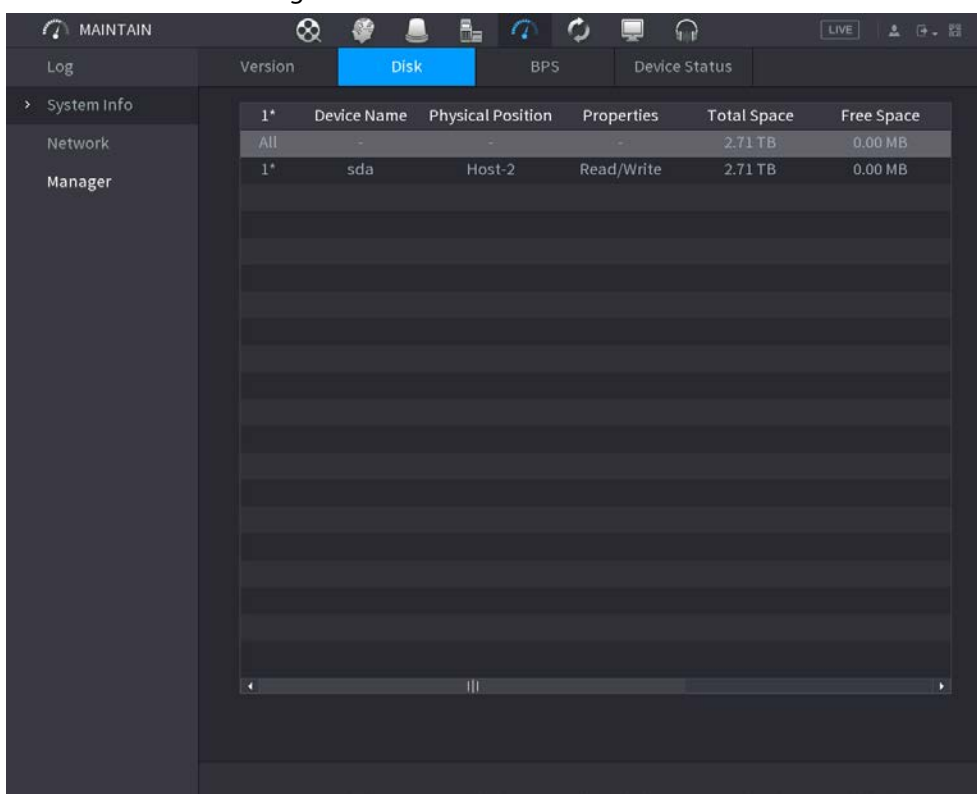 MAINTAIN LIVE
Log Version Disk BPS Device Status
System Info
1* Device Name Physical Position Properties Total Space Free Space
Network All - - - 2.71 TB 0.00 MB
1* sda Host-2 Read/Write 2.71 TB 0.00 MB
Manager